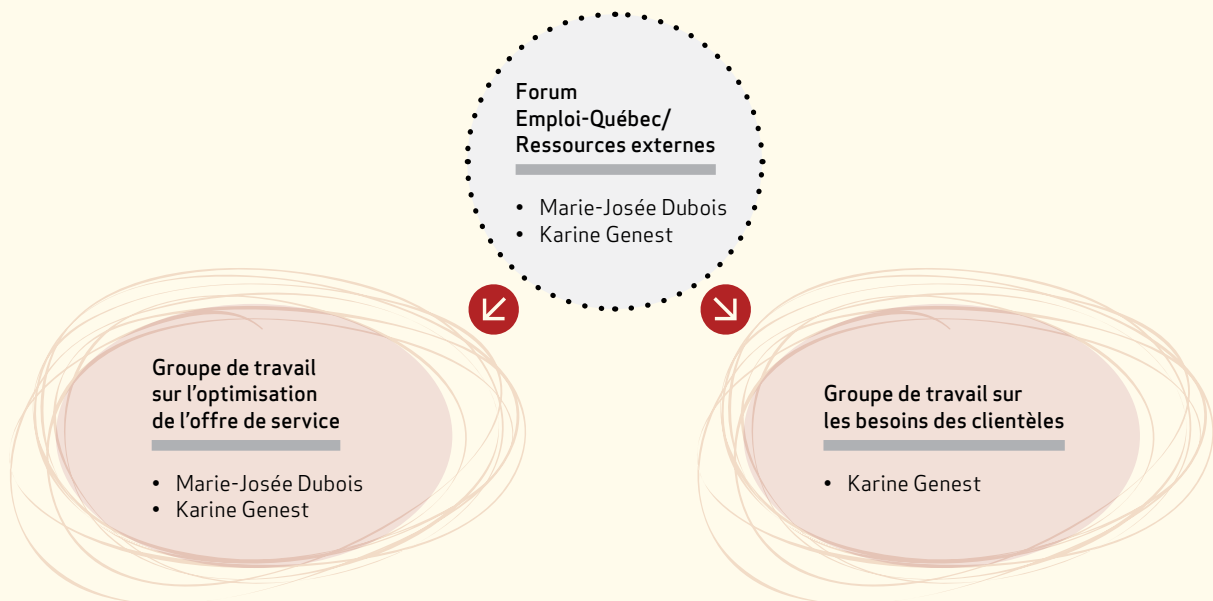 Forum
Emploi-Québec/
Ressources externes
• Marie-Josée Dubois
• Karine Genest
Groupe de travail
sur l’optimisation
de l’offre de service
• Marie-Josée Dubois
• Karine Genest
Groupe de travail sur
les besoins des clientèles
• Karine Genest